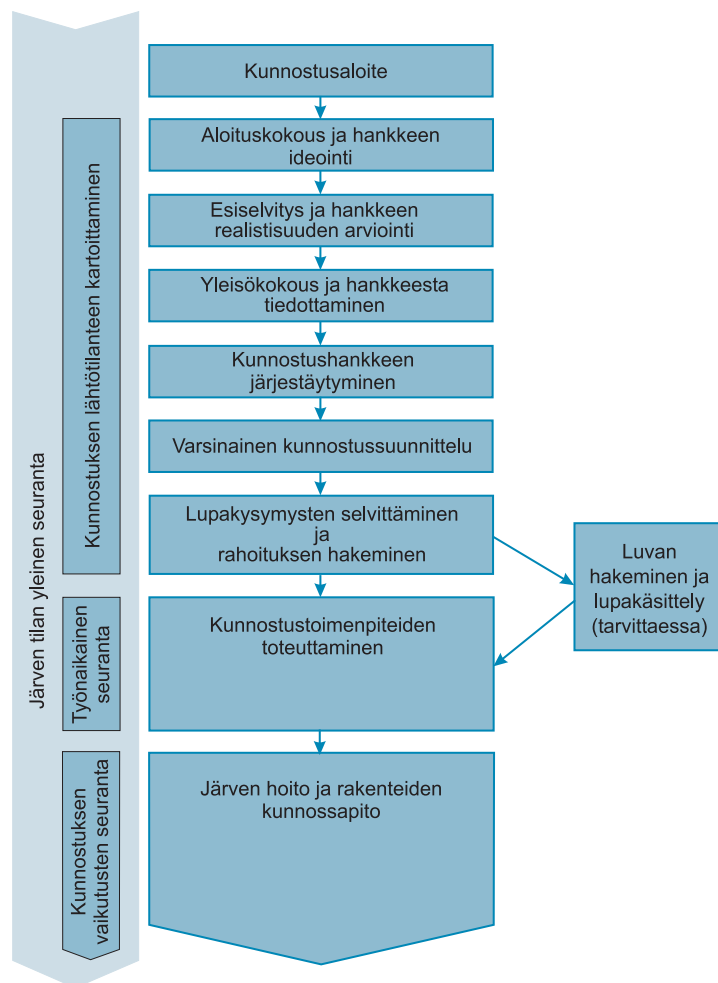 Kunnostusaloite
Aloituskokous ja hankkeen
ideointi
Esiselvitys ja hankkeen
realistisuuden arviointi
Yleisökokous ja hankkeesta
tiedottaminen
Kunnostushankkeen
järjestäytyminen
Varsinainen kunnostussuunnittelu
Lupakysymysten selvittäminen
ja
rahoituksen hakeminen
Luvan
hakeminen ja
lupakäsittely
(tarvittaessa)
Kunnostustoimenpiteiden
toteuttaminen
Järven hoito ja rakenteiden
kunnossapito
Järven tilan yleinen seuranta
Kunnostuksen lähtötilanteen kartoittaminen
Työnaikainen
seuranta
Kunnostuksen
vaikutusten seuranta